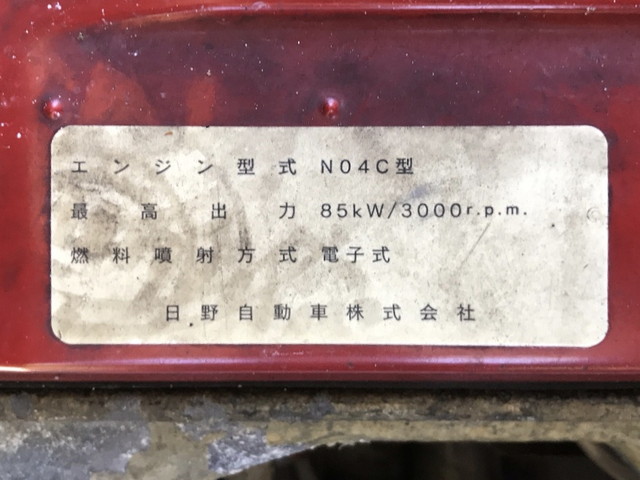 エンジン型式 N04C型
最高出力 85kW/3000r.p.m.
燃料噴射方式 電子式
日野自動車株式会社